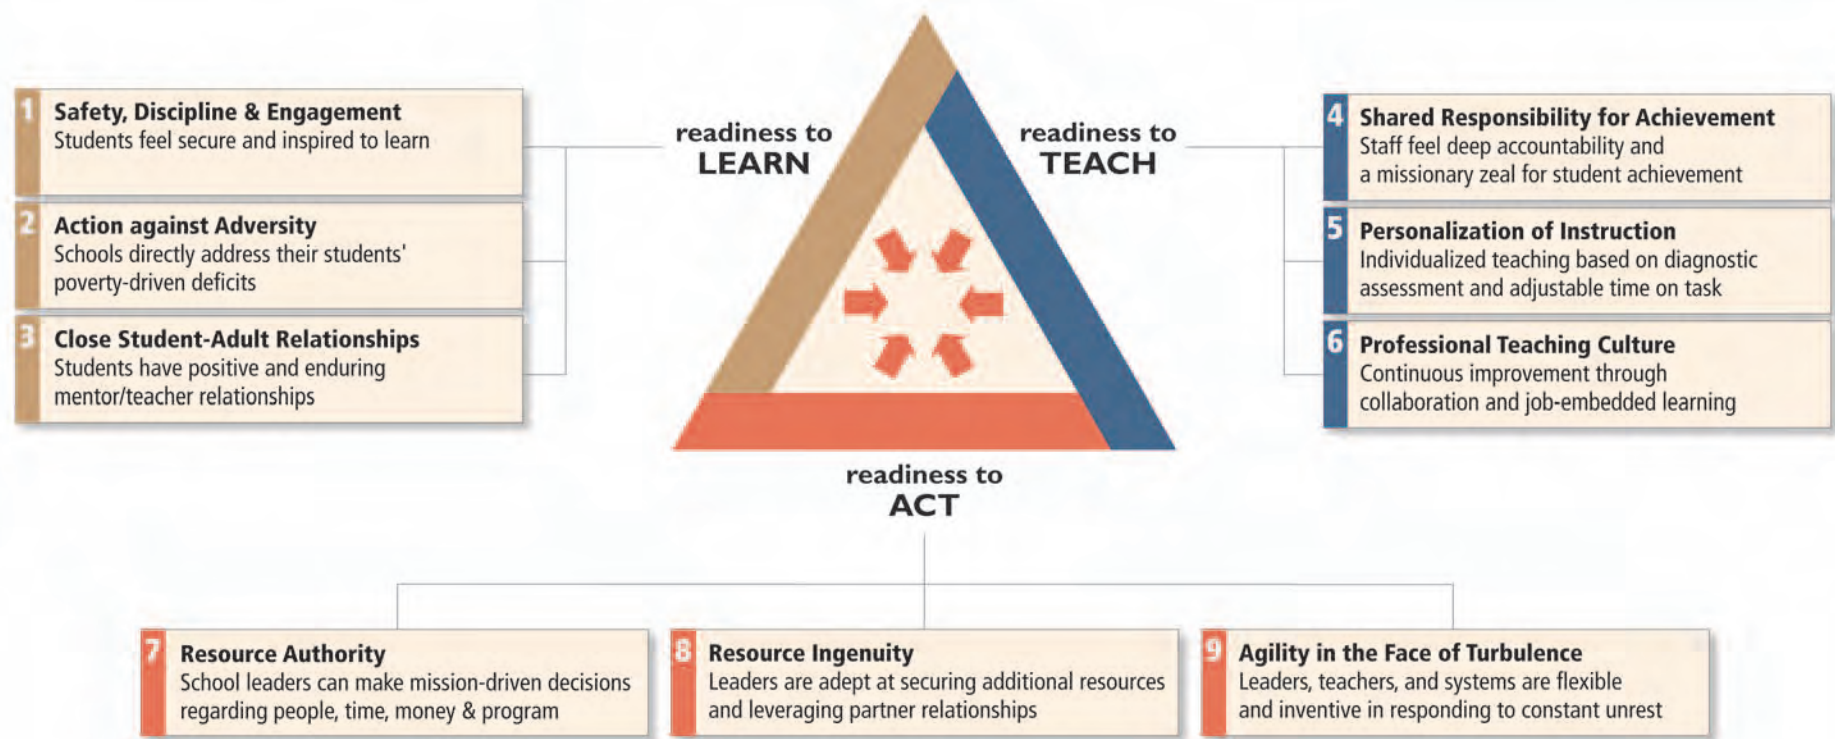 1 Safety, Discipline & Engagement
Students feel secure and inspired to learn
2 Action against Adversity
Schools directly address their students'
poverty-driven deficits
3 Close Student-Adult Relationships
Students have positive and enduring
mentor/teacher relationships
readiness to
LEARN
readiness to
TEACH
4 Shared Responsibility for Achievement
Staff feel deep accountability and
a missionary zeal for student achievement
5 Personalization of Instruction
Individualized teaching based on diagnostic
assessment and adjustable time on task
6 Professional Teaching Culture
Continuous improvement through
collaboration and job-embedded learning
readiness to
ACT
7 Resource Authority
School leaders can make mission-driven decisions
regarding people, time, money & program
8 Resource Ingenuity
Leaders are adept at securing additional resources
and leveraging partner relationships
9 Agility in the Face of Turbulence
Leaders, teachers, and systems are flexible
and inventive in responding to constant unrest